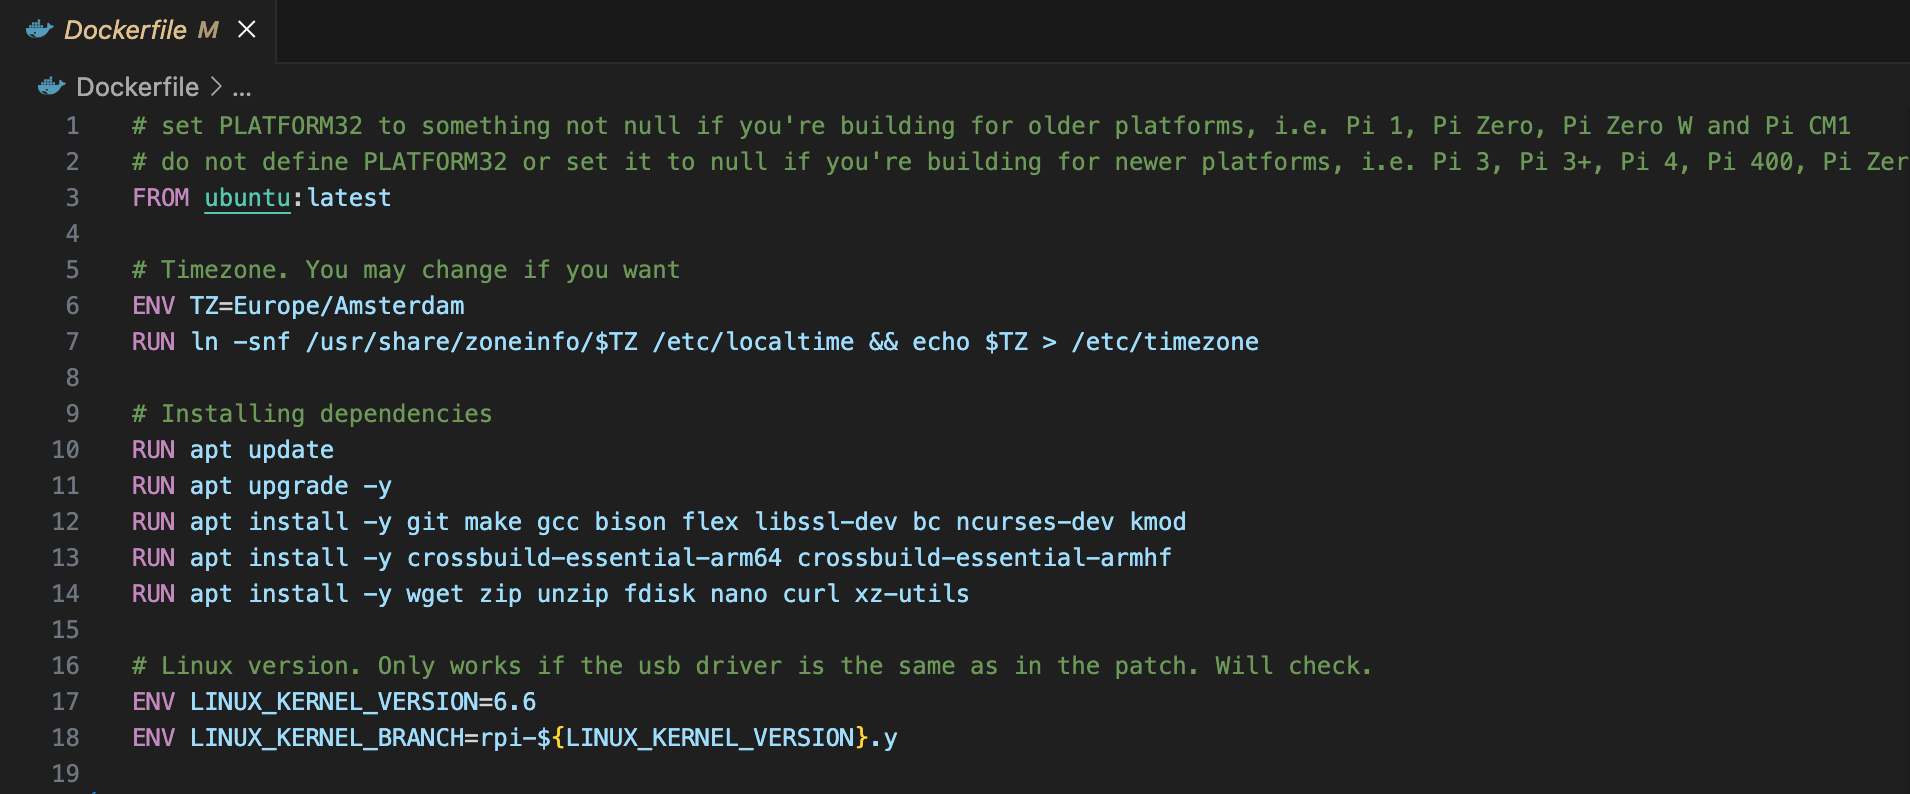 Dockerfile M
Dockerfile > ...
1 # set PLATFORM32 to something not null if you're building for older platforms, i.e. Pi 1, Pi Zero, Pi Zero W and Pi CM1
2 # do not define PLATFORM32 or set it to null if you're building for newer platforms, i.e. Pi 3, Pi 3+, Pi 4, Pi 400, Pi Zer
3 FROM ubuntu:latest
4
5 # Timezone. You may change if you want
6 ENV TZ=Europe/Amsterdam
7 RUN ln -snf /usr/share/zoneinfo/$TZ /etc/localtime && echo $TZ > /etc/timezone
8
9 # Installing dependencies
10 RUN apt update
11 RUN apt upgrade -y
12 RUN apt install -y git make gcc bison flex libssl-dev bc ncurses-dev kmod
13 RUN apt install -y crossbuild-essential-arm64 crossbuild-essential-armhf
14 RUN apt install -y wget zip unzip fdisk nano curl xz-utils
15
16 # Linux version. Only works if the usb driver is the same as in the patch. Will check.
17 ENV LINUX_KERNEL_VERSION=6.6
18 ENV LINUX_KERNEL_BRANCH=rpi-${LINUX_KERNEL_VERSION}.y
19